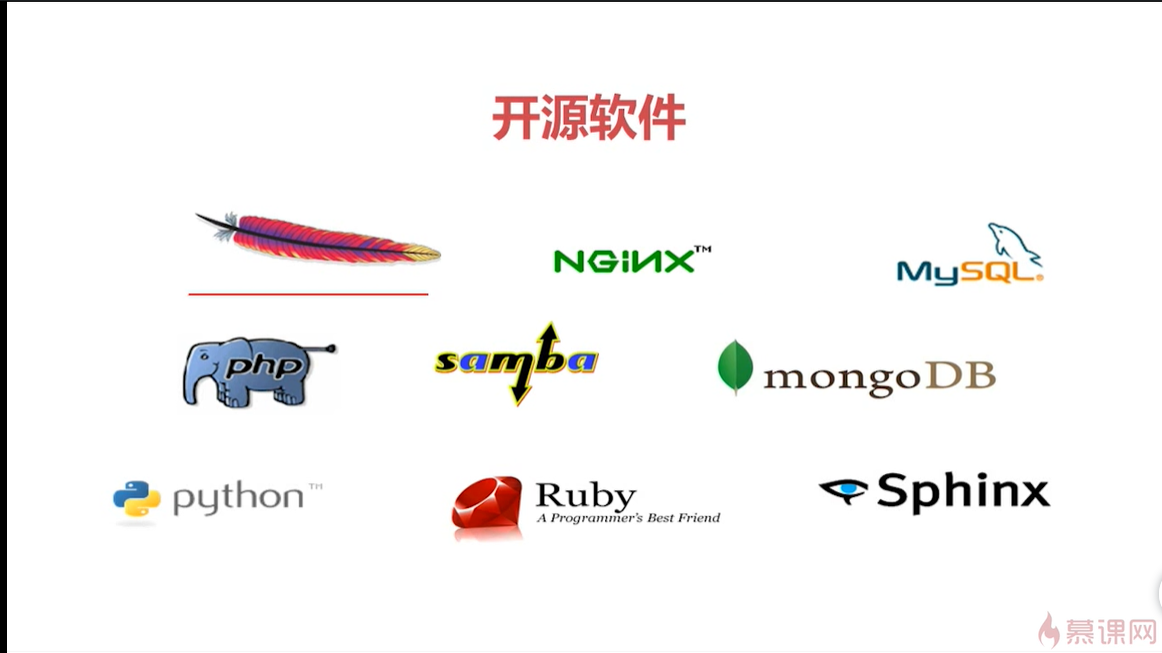 开源软件
NGiNX™
MySQL®
php
samba
mongoDB
python™
Ruby
A Programmer's Best Friend
Sphinx
慕课网